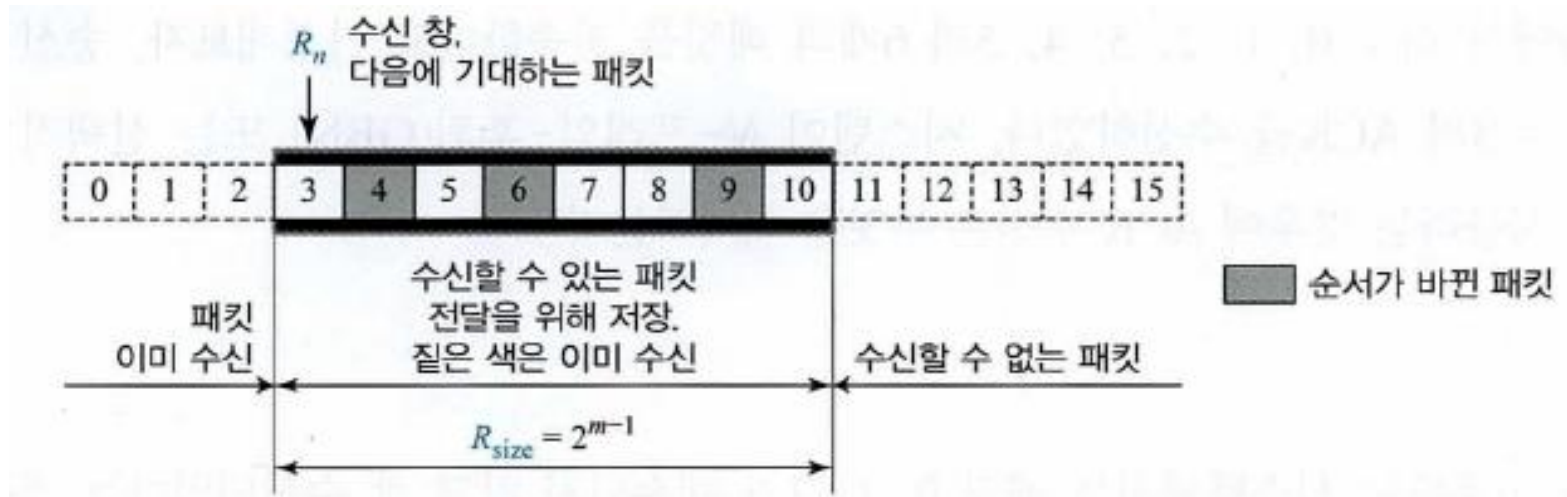 수신 창,
R_n 다음에 기대하는 패킷
0 1 2 3 4 5 6 7 8 9 10 11 12 13 14 15
수신할 수 있는 패킷
전달을 위해 저장.
짙은 색은 이미 수신
패킷
이미 수신
수신할 수 없는 패킷
순서가 바뀐 패킷
R_size = 2^{m-1}